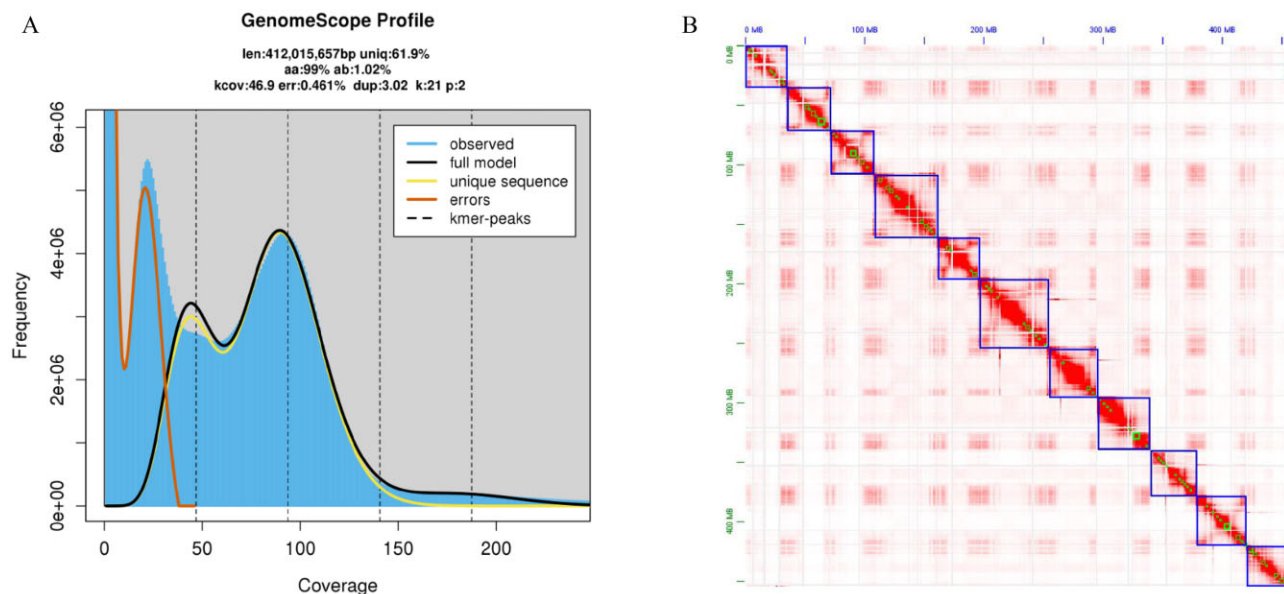 A
GenomeScope Profile
len:412,015,657bp uniq:61.9%
aa:99% ab:1.02%
kcov:46.9 err:0.461% dup:3.02 k:21 p:2
6e+06
4e+06
2e+06
0e+00
Frequency
observed
full model
unique sequence
errors
kmer-peaks
0
50
100
150
200
Coverage
B
0 MB
100 MB
200 MB
300 MB
400 MB
0 MB
100 MB
200 MB
300 MB
400 MB